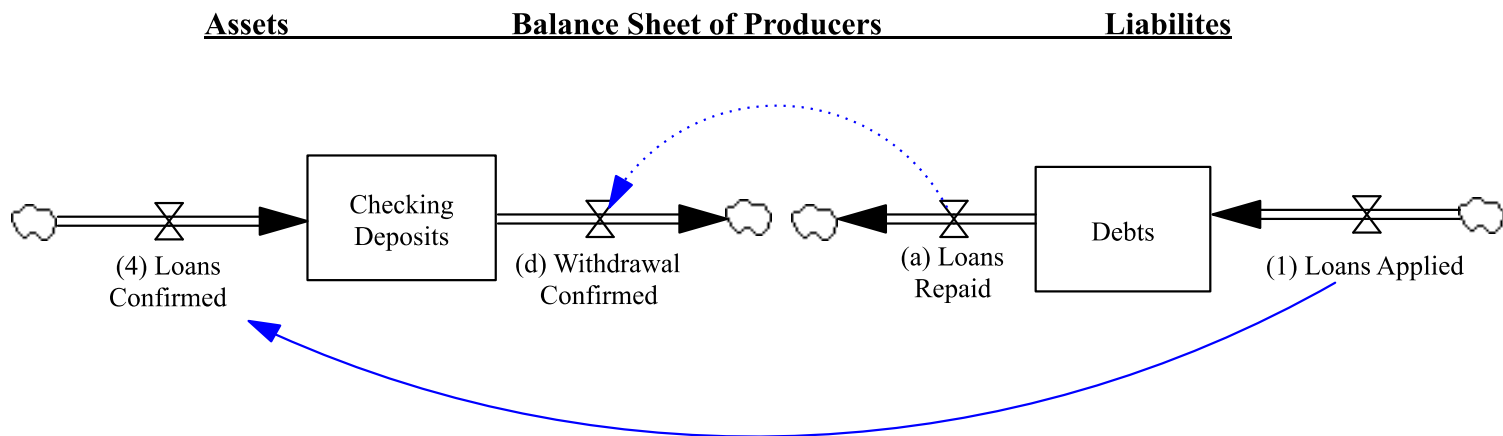 Assets Balance Sheet of Producers Liabilites
Checking
Deposits
Debts
(4) Loans
Confirmed
(d) Withdrawal
Confirmed
(a) Loans
Repaid
(1) Loans Applied